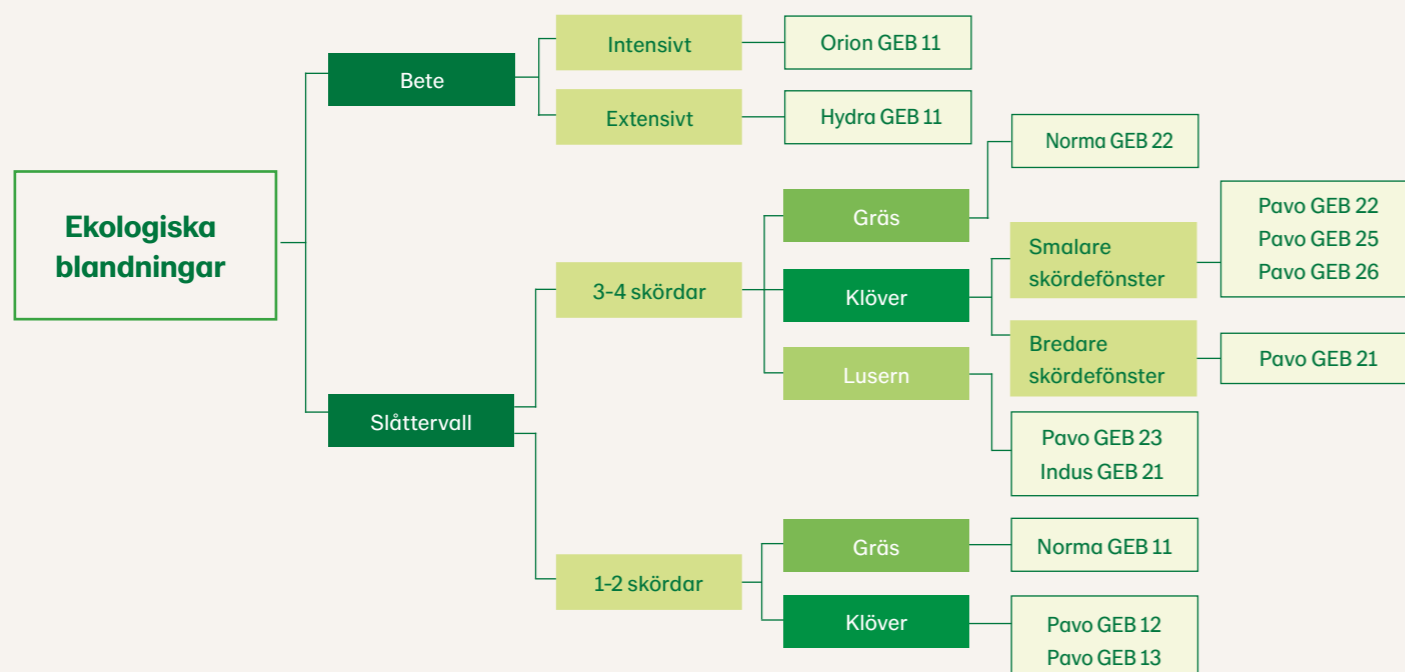 Ekologiska
blandningar
Bete
Intensivt
Orion GEB 11
Extensivt
Hydra GEB 11
Slåttervall
3-4 skördar
Gräs
Norma GEB 22
Klöver
Smalare
skördefönster
Pavo GEB 22
Pavo GEB 25
Pavo GEB 26
Bredare
skördefönster
Pavo GEB 21
Lusern
Pavo GEB 23
Indus GEB 21
1-2 skördar
Gräs
Norma GEB 11
Klöver
Pavo GEB 12
Pavo GEB 13